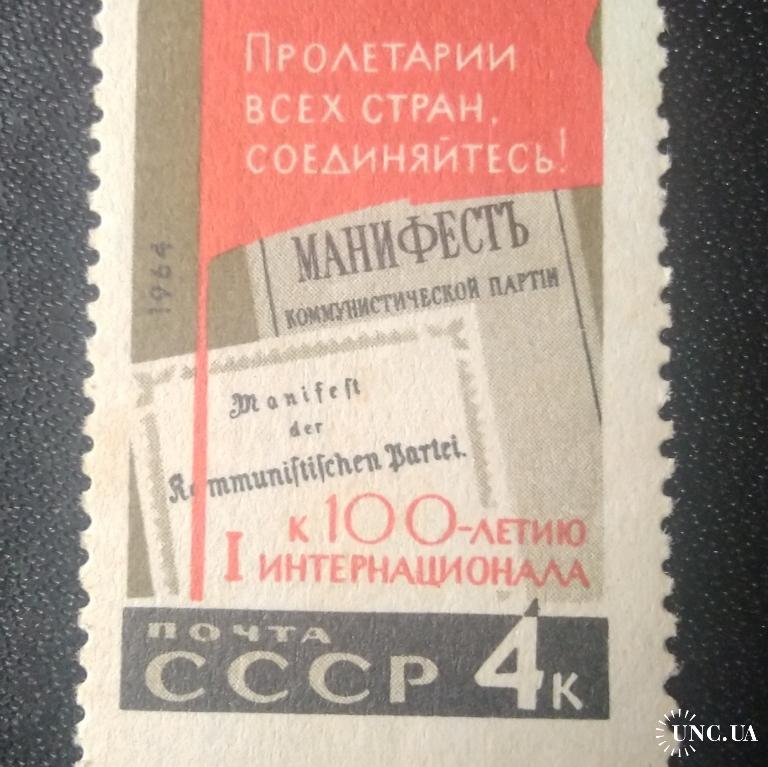 ПРОЛЕТАРИИ
ВСЕХ СТРАН,
СОЕДИНЯЙТЕСЬ!
МАНИФЕСТЪ
КОММУНИСТИЧЕСКОЙ ПАРТІИ
1964
Manifest
der
Kommunistischen Partei.
К 100-ЛЕТИЮ
I ИНТЕРНАЦИОНАЛА
ПОЧТА
СССР 4К
UNC.UA